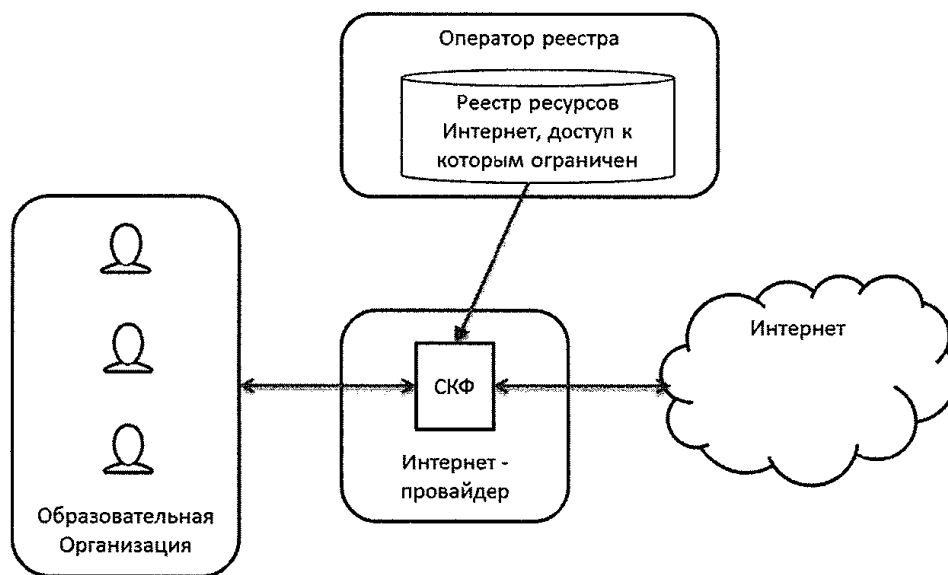 Оператор реестра
Реестр ресурсов
Интернет, доступ к
которым ограничен
Интернет
СКФ
Интернет -
провайдер
Образовательная
Организация